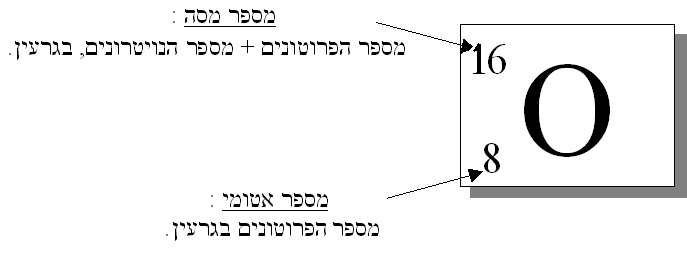 מספר מסה :
מספר הפרוטונים + מספר הנויטרונים, בגרעין.
16
O
8
מספר אטומי :
מספר הפרוטונים בגרעין.